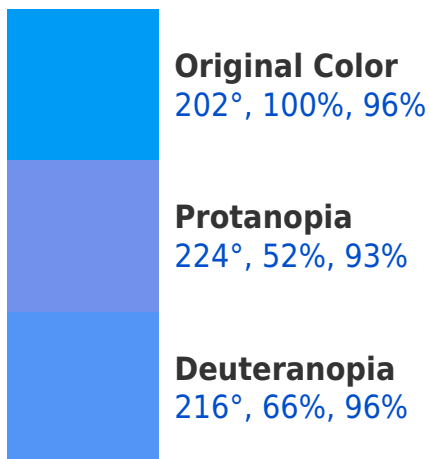 Original Color
202°, 100%, 96%
Protanopia
224°, 52%, 93%
Deuteranopia
216°, 66%, 96%